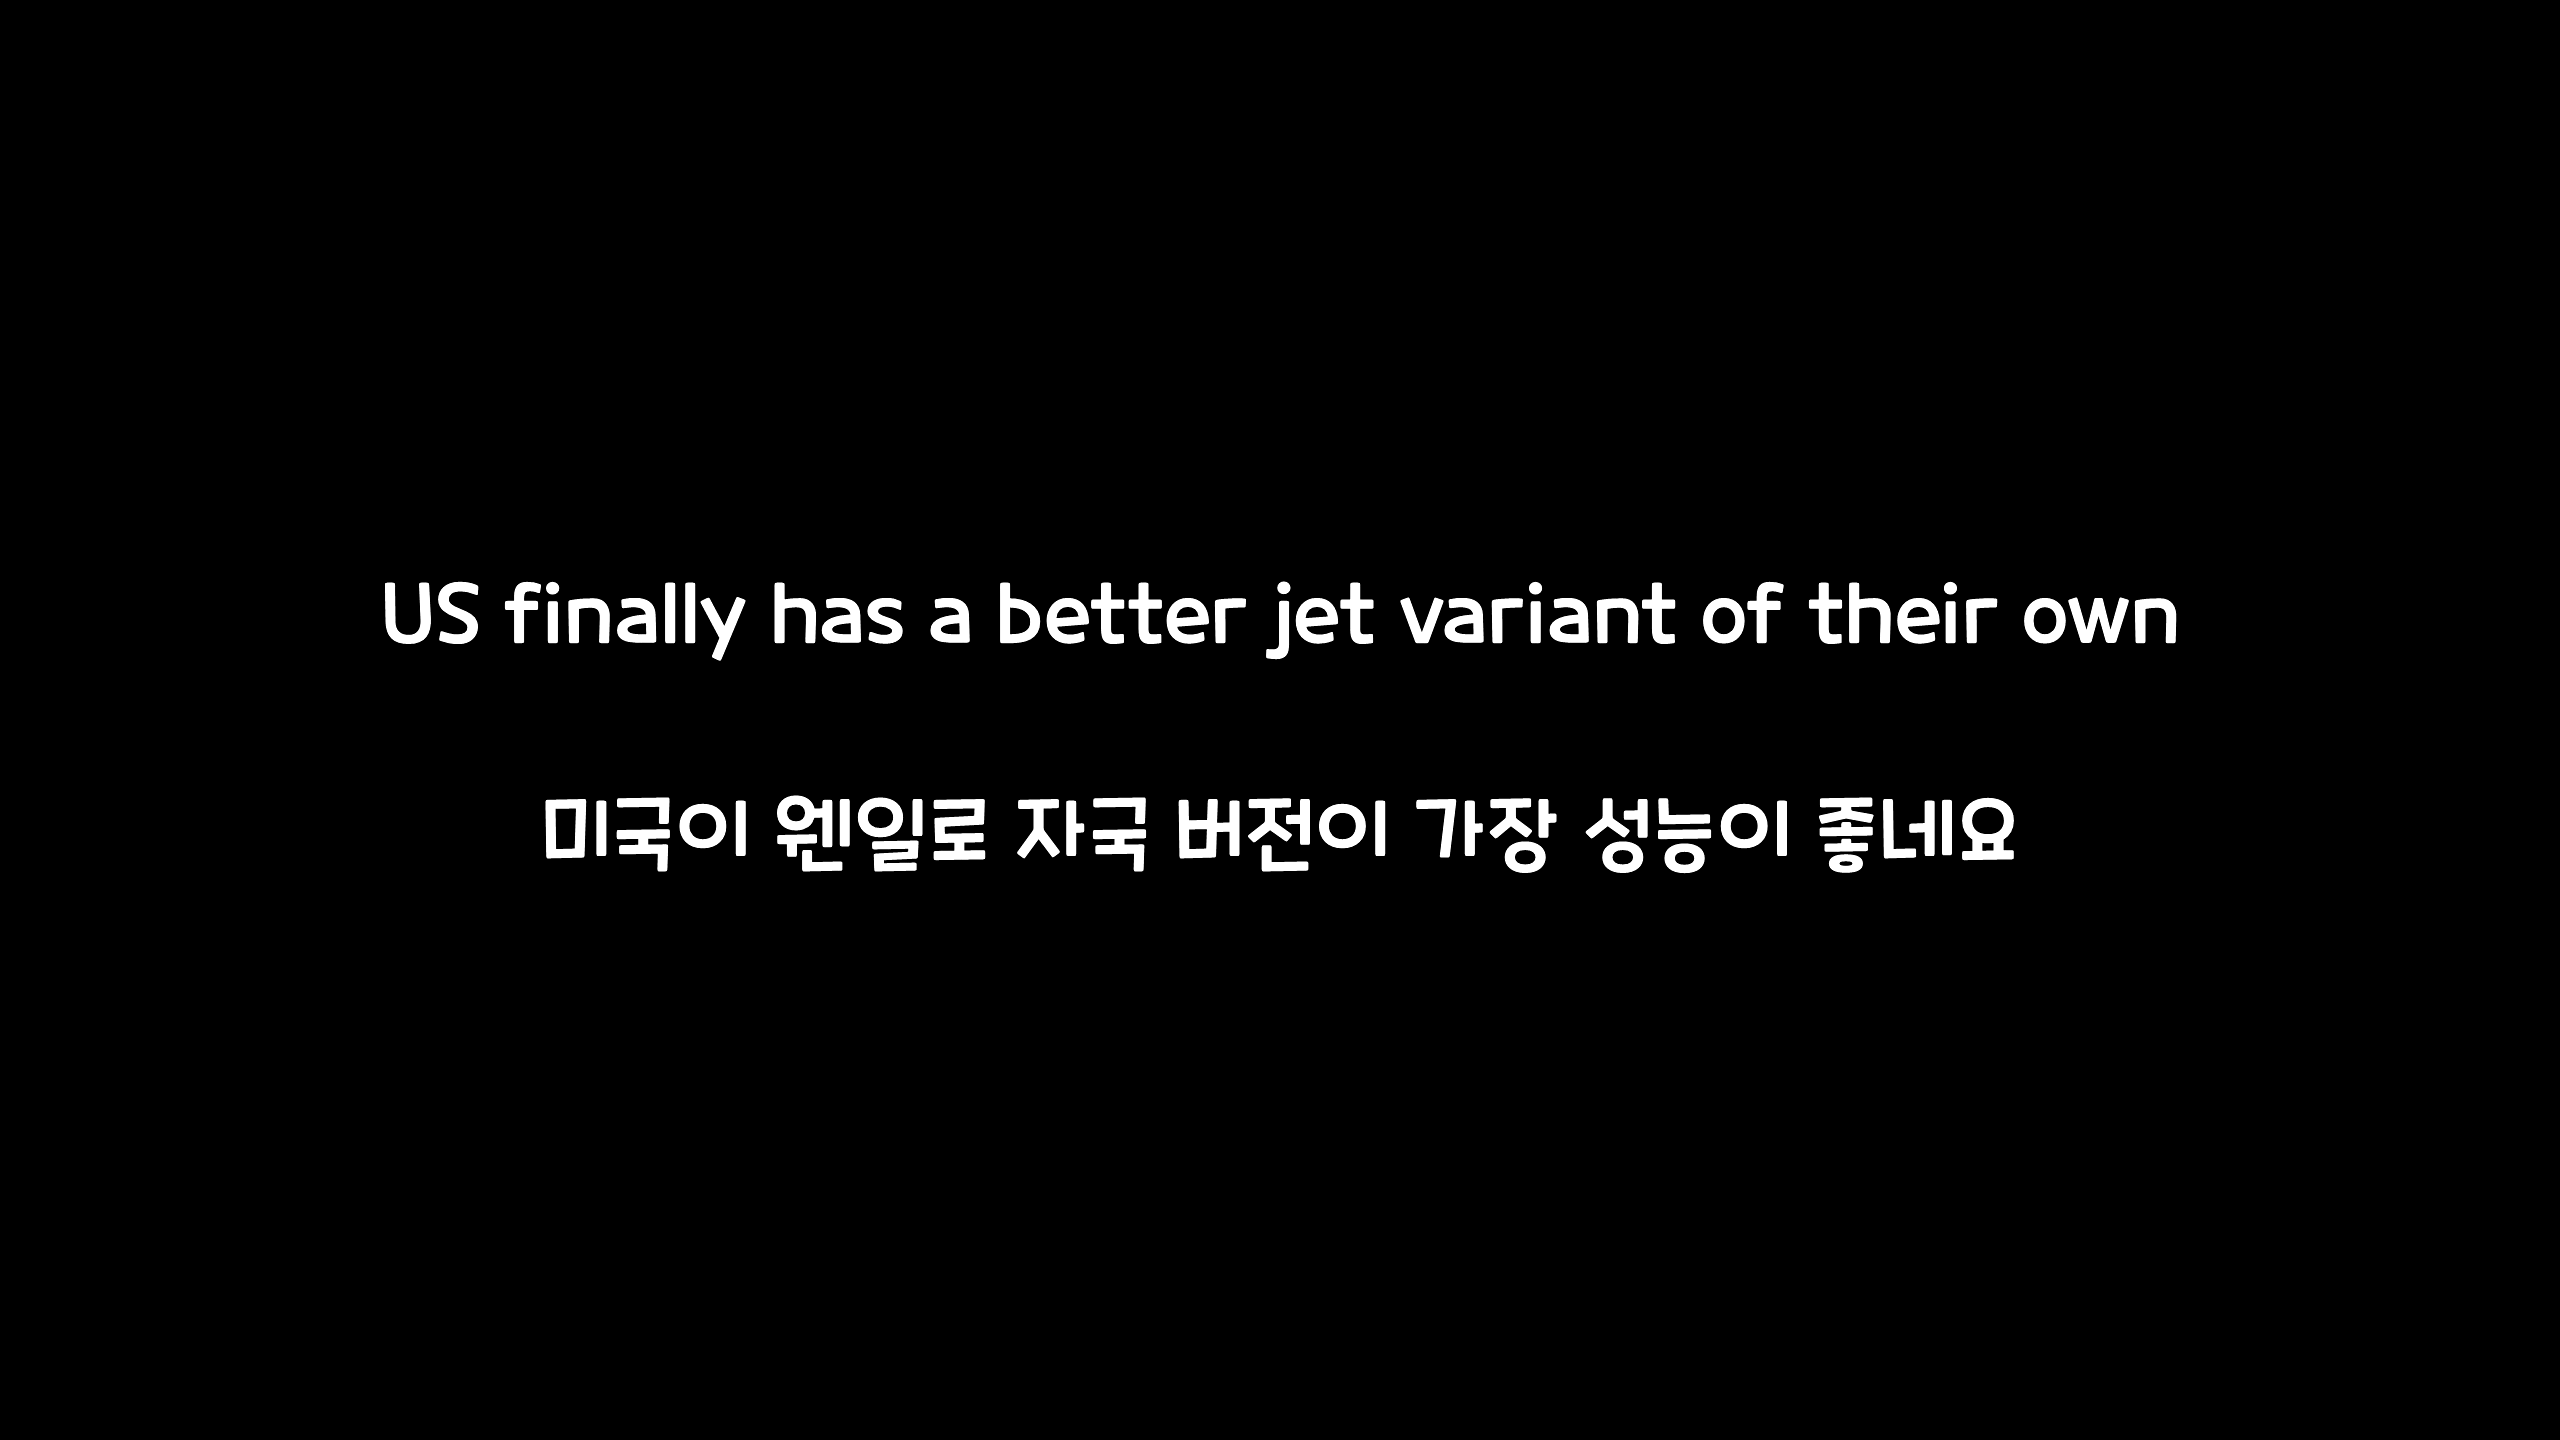 US finally has a better jet variant of their own
미국이 웬일로 자국 버전이 가장 성능이 좋네요